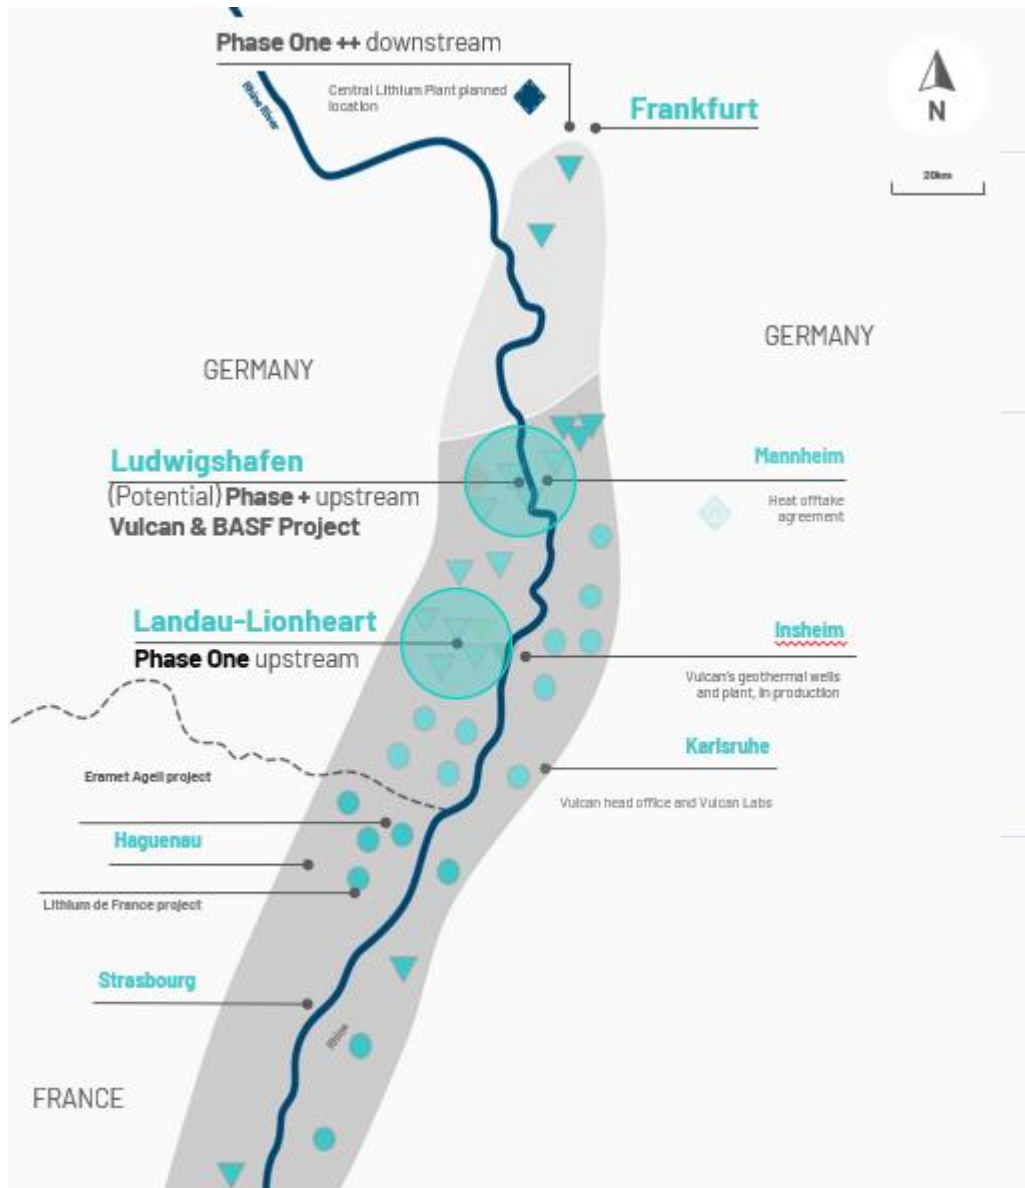 Phase One ++ downstream
Rhine River
Central Lithium Plant planned
location
Frankfurt
N
20km
GERMANY
GERMANY
Ludwigshafen
(Potential) Phase + upstream
Vulcan & BASF Project
Mannheim
Heat offtake
agreement
Landau-Lionheart
Phase One upstream
Insheim
Vulcan's geothermal wells
and plant, in production
Karlsruhe
Vulcan head office and Vulcan Labs
Eramet Ageli project
Haguenau
Lithium de France project
Strasbourg
Rhine
FRANCE